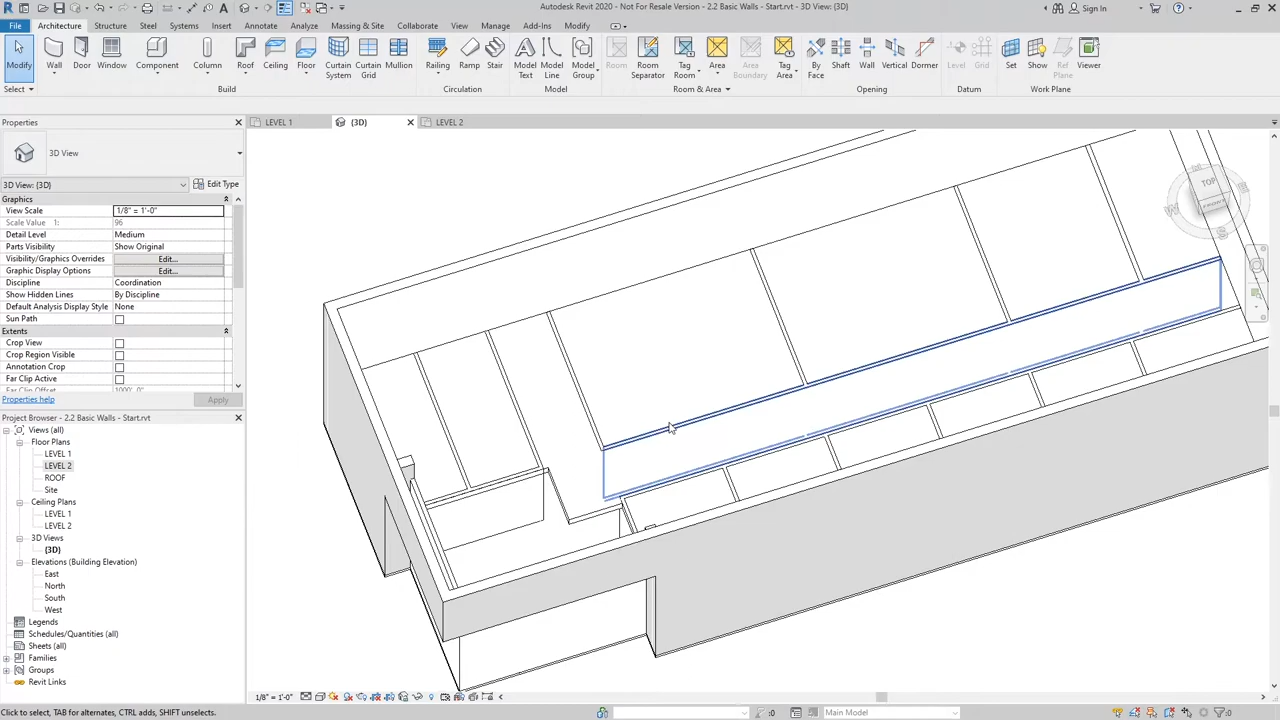 Autodesk Revit 2020 - Not For Resale Version - 2.2 Basic Walls - Start.rvt - 3D View: {3D}
Sign In
File Architecture Structure Steel Systems Insert Annotate Analyze Massing & Site Collaborate View Manage Add-Ins Modify
Modify Wall Door Window Component Column Roof Ceiling Floor Curtain System Curtain Grid Mullion Railing Ramp Stair Model Text Model Line Model Group Room Room Separator Tag Room Area Area Boundary Tag Area By Face Shaft Wall Vertical Dormer Level Grid Set Show Ref Plane Viewer
Select Build Circulation Model Room & Area Opening Datum Work Plane
Properties
LEVEL 1 {3D} LEVEL 2
3D View
3D View: {3D} Edit Type
Graphics
View Scale 1/8" = 1'-0"
Scale Value 1: 96
Detail Level Medium
Parts Visibility Show Original
Visibility/Graphics Overrides Edit...
Graphic Display Options Edit...
Discipline Coordination
Show Hidden Lines By Discipline
Default Analysis Display Style None
Sun Path
Extents
Crop View
Crop Region Visible
Annotation Crop
Far Clip Active
Far Clip Offset 1000' 0"
Properties help Apply
Project Browser - 2.2 Basic Walls - Start.rvt
Views (all)
Floor Plans
LEVEL 1
LEVEL 2
ROOF
Site
Ceiling Plans
LEVEL 1
LEVEL 2
3D Views
{3D}
Elevations (Building Elevation)
East
North
South
West
Legends
Schedules/Quantities (all)
Sheets (all)
Families
Groups
Revit Links
TOP
FRONT
W
S
1/8" = 1'-0"
Click to select, TAB for alternates, CTRL adds, SHIFT unselects.
:0
Main Model
:0